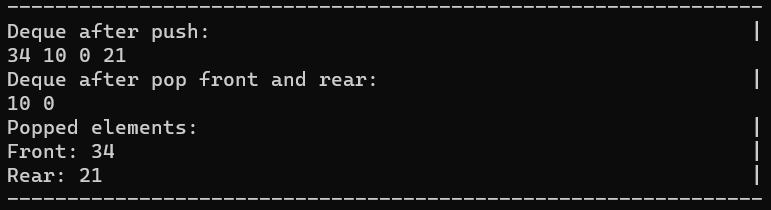 ---------------------------------------------------------------
Deque after push:                                             |
34 10 0 21
Deque after pop front and rear:                               |
10 0
Popped elements:                                              |
Front: 34                                                     |
Rear: 21                                                      |
---------------------------------------------------------------